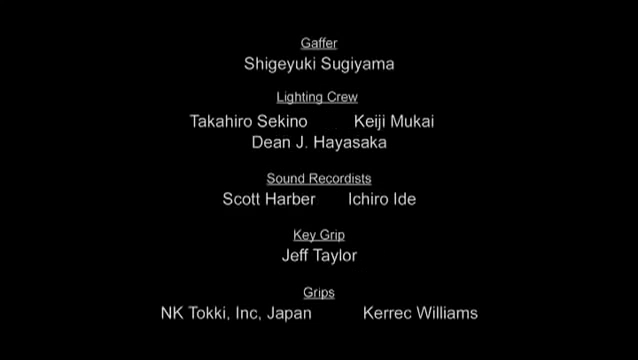 Gaffer
Shigeyuki Sugiyama
Lighting Crew
Takahiro Sekino Keiji Mukai
Dean J. Hayasaka
Sound Recordists
Scott Harber Ichiro Ide
Key Grip
Jeff Taylor
Grips
NK Tokki, Inc, Japan Kerrec Williams